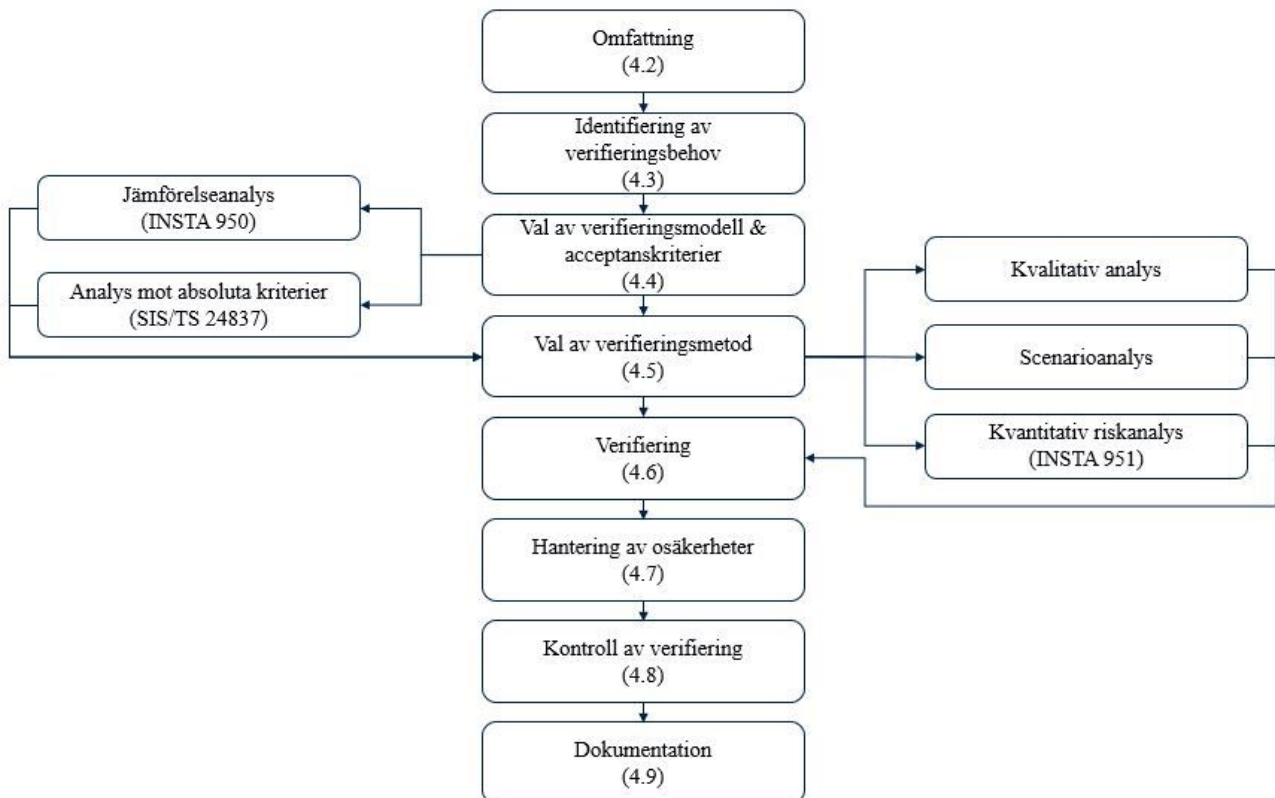 Omfattning
(4.2)
Identifiering av
verifieringsbehov
(4.3)
Jämförelseanalys
(INSTA 950)
Val av verifieringsmodell &
acceptanskriterier
(4.4)
Analys mot absoluta kriterier
(SIS/TS 24837)
Kvalitativ analys
Val av verifieringsmetod
(4.5)
Scenarioanalys
Verifiering
(4.6)
Kvantitativ riskanalys
(INSTA 951)
Hantering av osäkerheter
(4.7)
Kontroll av verifiering
(4.8)
Dokumentation
(4.9)